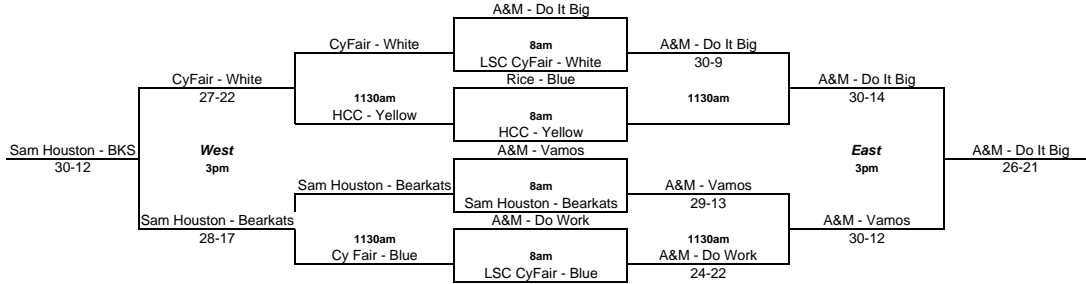 A&M - Do It Big
CyFair - White
8am
A&M - Do It Big
LSC CyFair - White
30-9
CyFair - White
Rice - Blue
A&M - Do It Big
27-22
1130am
1130am
30-14
HCC - Yellow
8am
HCC - Yellow
Sam Houston - BKS
West
A&M - Vamos
East
A&M - Do It Big
30-12
3pm
3pm
26-21
Sam Houston - Bearkats
8am
A&M - Vamos
Sam Houston - Bearkats
29-13
Sam Houston - Bearkats
A&M - Do Work
A&M - Vamos
28-17
1130am
1130am
30-12
Cy Fair - Blue
8am
A&M - Do Work
LSC CyFair - Blue
24-22